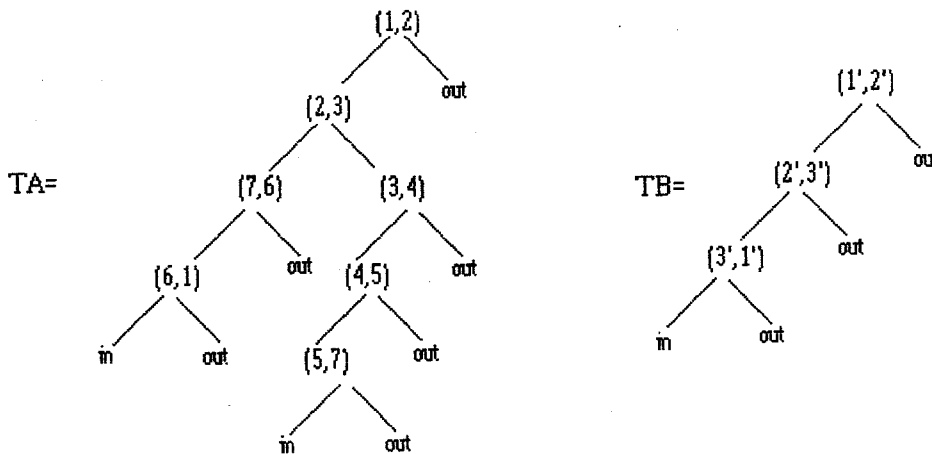 (1,2)
out
(2,3)
TA=
(7,6)
(3,4)
out
out
(6,1)
(4,5)
in
out
out
(5,7)
in
out
(1',2')
ou
TB=
(2',3')
out
(3',1')
in
out